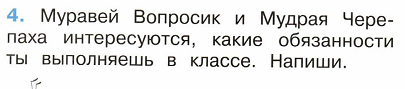 4. Муравей Вопросик и Мудрая Чере-
паха интересуются, какие обязанности
ты выполняешь в классе. Напиши.